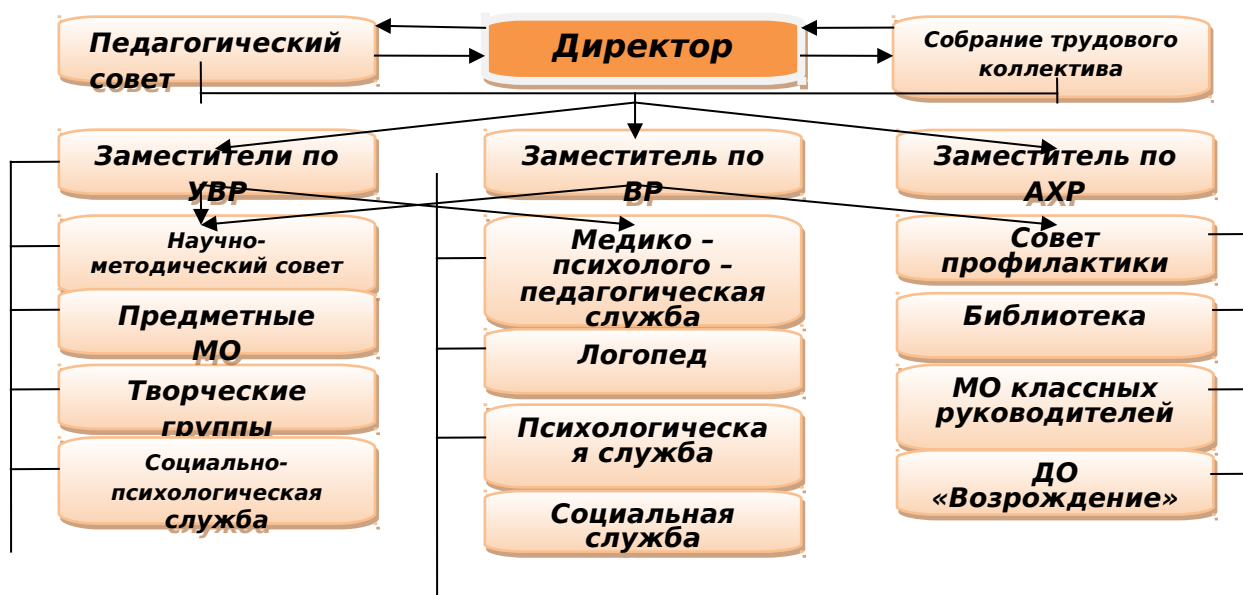 Педагогический
совет
Директор
Собрание трудового
коллектива
Заместители по
УВР
Заместитель по
ВР
Заместитель по
АХР
Научно-
методический совет
Предметные
МО
Творческие
группы
Социально-
психологическая
служба
Медико –
психолого –
педагогическая
служба
Логопед
Психологическа
я служба
Социальная
служба
Совет
профилактики
Библиотека
МО классных
руководителей
ДО
«Возрождение»